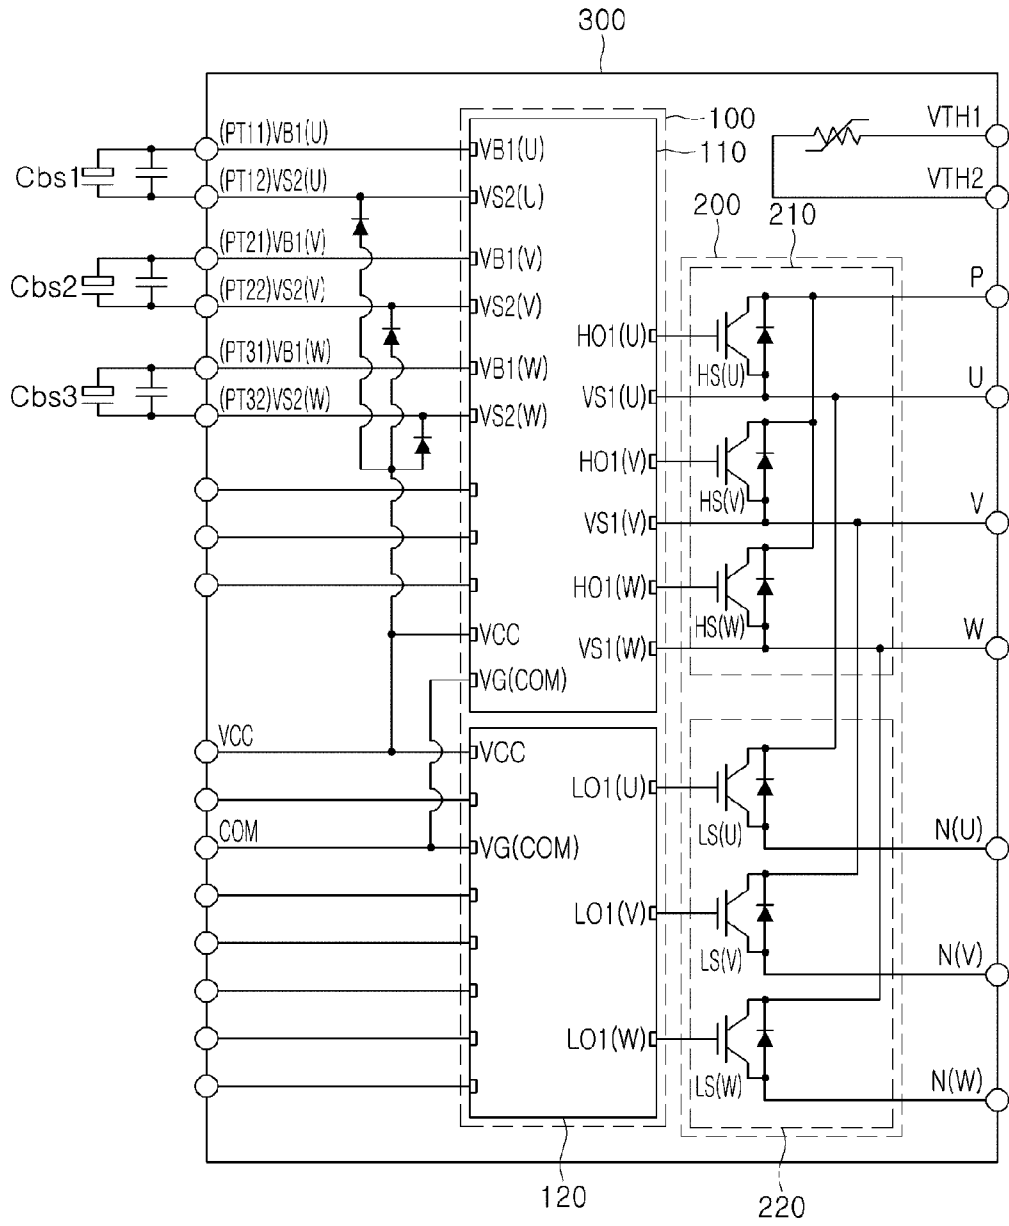 300
(PT11)VB1(U)
100
VTH1
VB1(U)
110
Cbs1
(PT12)VS2(U)
VTH2
VS2(U)
200
210
(PT21)VB1(V)
VB1(V)
P
Cbs2
(PT22)VS2(V)
VS2(V)
HO1(U)
(PT31)VB1(W)
VB1(W)
HS(U)
U
Cbs3
(PT32)VS2(W)
VS1(U)
VS2(W)
HO1(V)
HS(V)
V
VS1(V)
HO1(W)
HS(W)
W
VCC
VS1(W)
VG(COM)
VCC
VCC
LO1(U)
COM
LS(U)
N(U)
VG(COM)
LO1(V)
LS(V)
N(V)
LO1(W)
LS(W)
N(W)
120
220